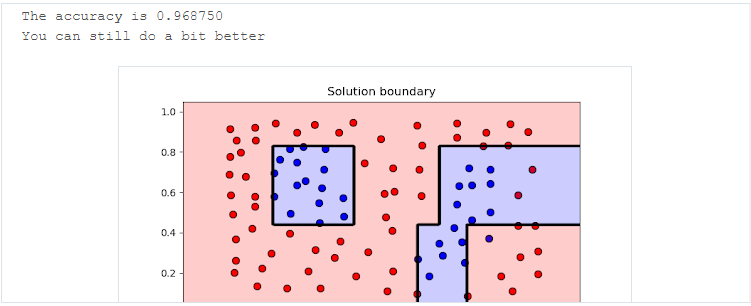 The accuracy is 0.968750
You can still do a bit better
Solution boundary
1.0
0.8
0.6
0.4
0.2